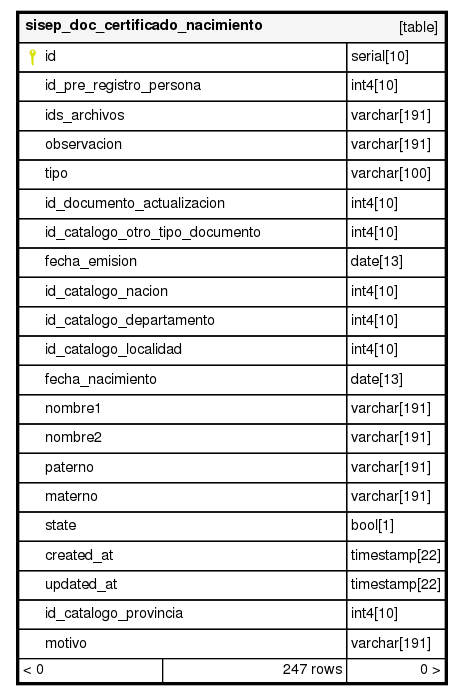 sisep_doc_certificado_nacimiento [table]
id serial[10]
id_pre_registro_persona int4[10]
ids_archivos varchar[191]
observacion varchar[191]
tipo varchar[100]
id_documento_actualizacion int4[10]
id_catalogo_otro_tipo_documento int4[10]
fecha_emision date[13]
id_catalogo_nacion int4[10]
id_catalogo_departamento int4[10]
id_catalogo_localidad int4[10]
fecha_nacimiento date[13]
nombre1 varchar[191]
nombre2 varchar[191]
paterno varchar[191]
materno varchar[191]
state bool[1]
created_at timestamp[22]
updated_at timestamp[22]
id_catalogo_provincia int4[10]
motivo varchar[191]
< 0 247 rows 0 >